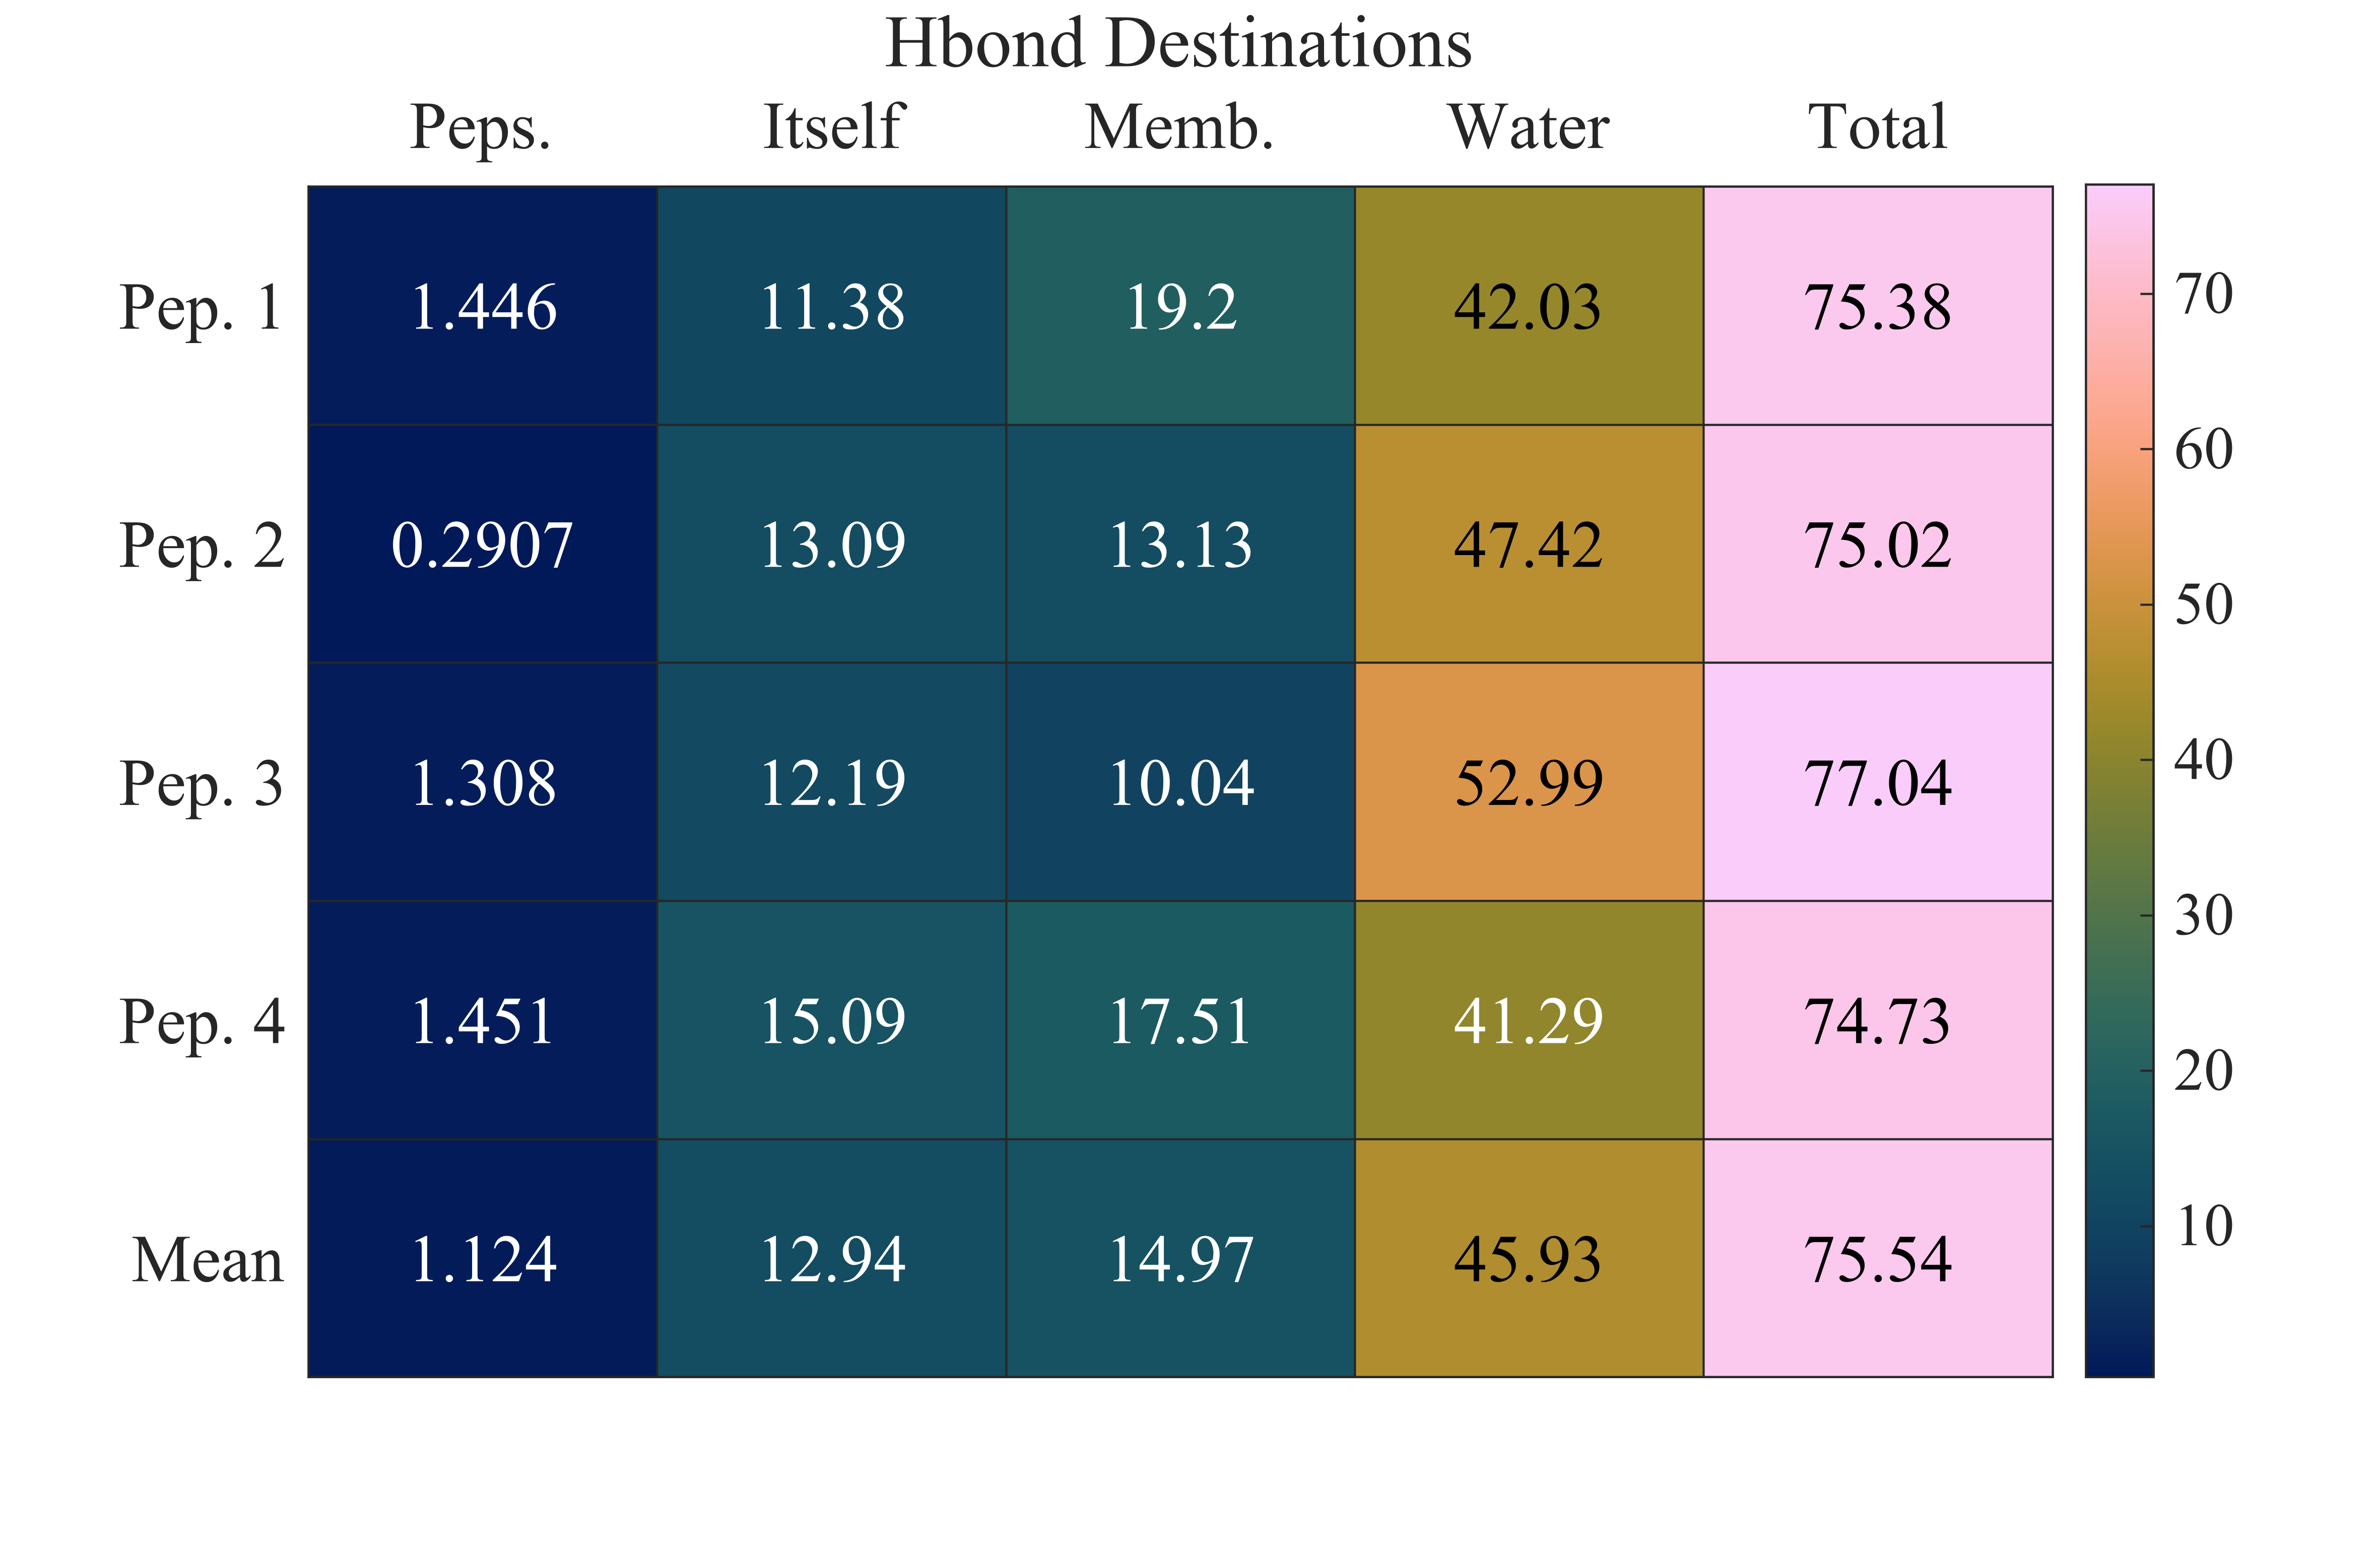 Hbond Destinations
Peps. Itself Memb. Water Total
Pep. 1 1.446 11.38 19.2 42.03 75.38
70
60
Pep. 2 0.2907 13.09 13.13 47.42 75.02
50
Pep. 3 1.308 12.19 10.04 52.99 77.04
40
30
Pep. 4 1.451 15.09 17.51 41.29 74.73
20
10
Mean 1.124 12.94 14.97 45.93 75.54